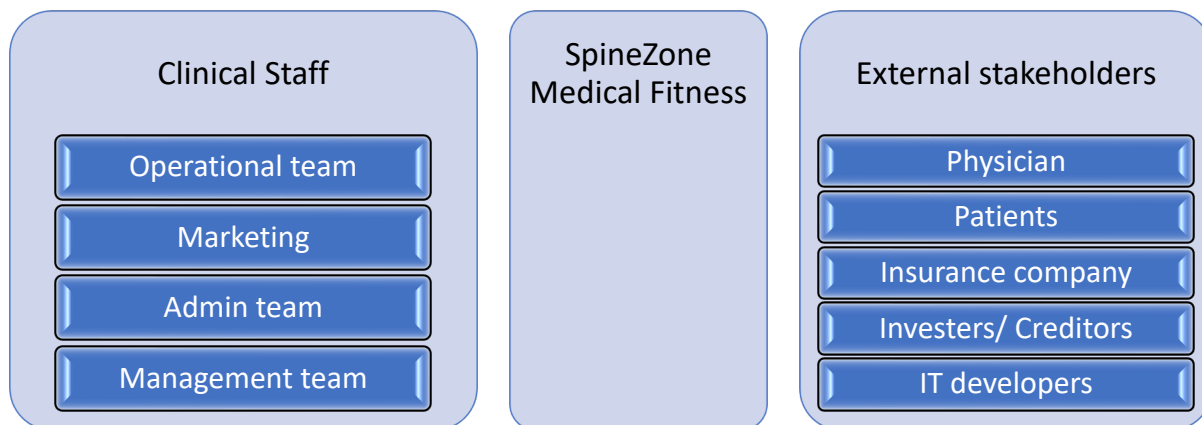 Clinical Staff
Operational team
Marketing
Admin team
Management team
SpineZone
Medical Fitness
External stakeholders
Physician
Patients
Insurance company
Investers/ Creditors
IT developers